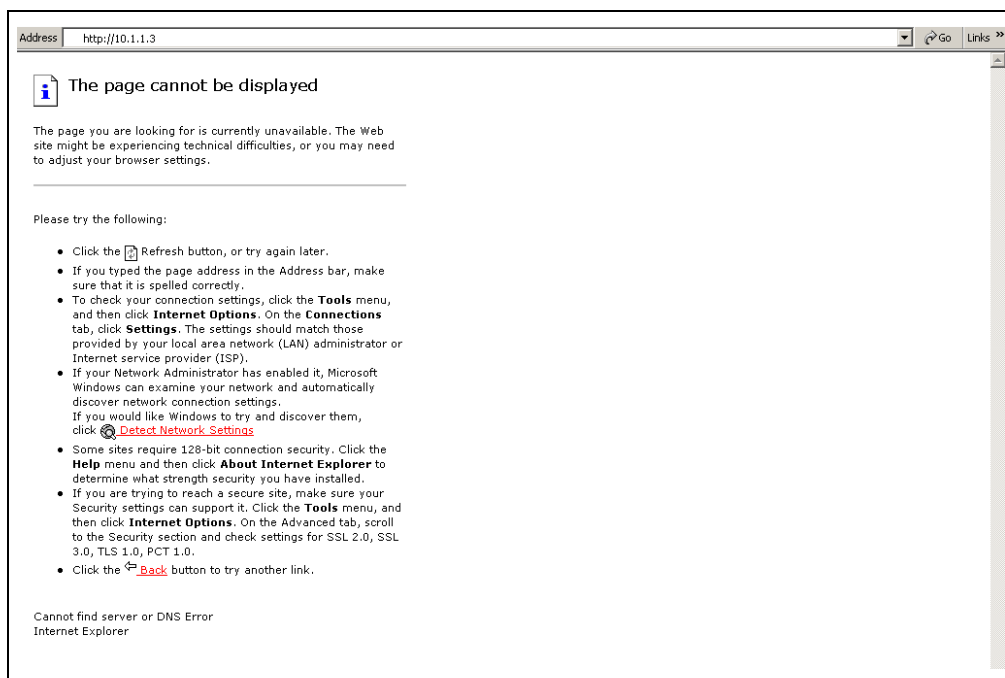 Address http://10.1.1.3 Go Links »
The page cannot be displayed
The page you are looking for is currently unavailable. The Web
site might be experiencing technical difficulties, or you may need
to adjust your browser settings.
Please try the following:
• Click the Refresh button, or try again later.
• If you typed the page address in the Address bar, make
sure that it is spelled correctly.
• To check your connection settings, click the Tools menu,
and then click Internet Options. On the Connections
tab, click Settings. The settings should match those
provided by your local area network (LAN) administrator or
Internet service provider (ISP).
• If your Network Administrator has enabled it, Microsoft
Windows can examine your network and automatically
discover network connection settings.
If you would like Windows to try and discover them,
click Detect Network Settings
• Some sites require 128-bit connection security. Click the
Help menu and then click About Internet Explorer to
determine what strength security you have installed.
• If you are trying to reach a secure site, make sure your
Security settings can support it. Click the Tools menu, and
then click Internet Options. On the Advanced tab, scroll
to the Security section and check settings for SSL 2.0, SSL
3.0, TLS 1.0, PCT 1.0.
• Click the Back button to try another link.
Cannot find server or DNS Error
Internet Explorer